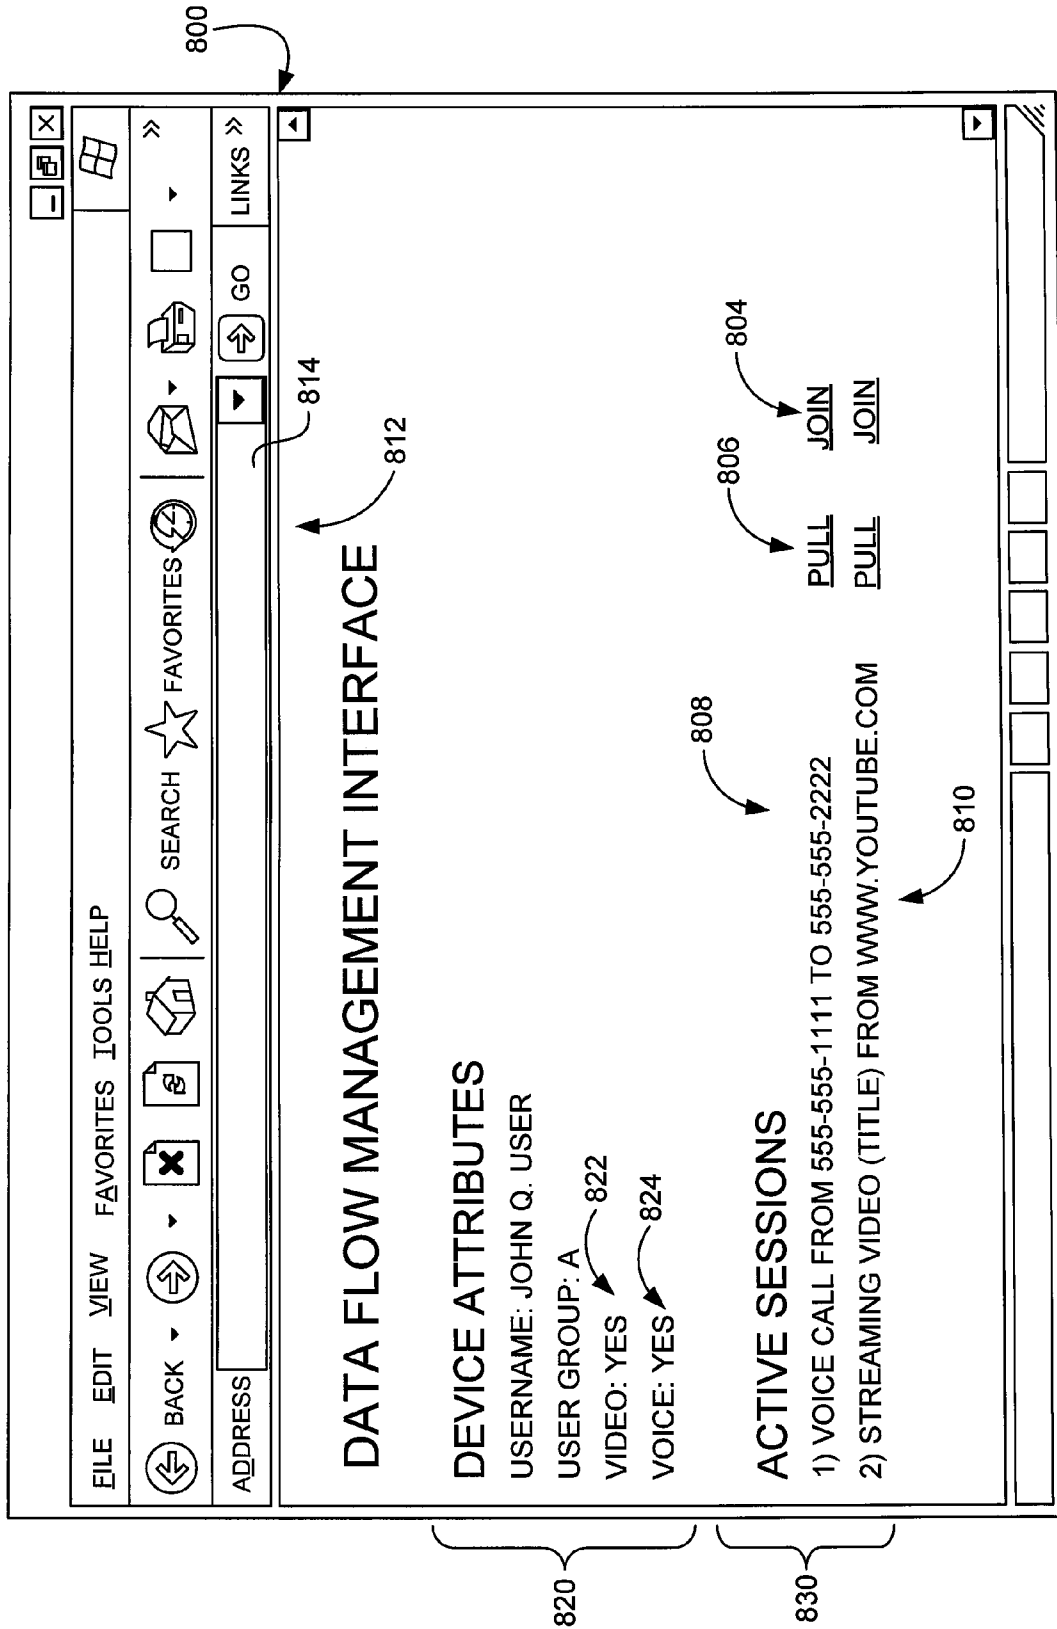 800
FILE EDIT VIEW FAVORITES TOOLS HELP
BACK SEARCH FAVORITES »
ADDRESS GO LINKS »
814
812
DATA FLOW MANAGEMENT INTERFACE
820
DEVICE ATTRIBUTES
USERNAME: JOHN Q. USER
USER GROUP: A
VIDEO: YES 822
VOICE: YES 824
830
808
806
804
ACTIVE SESSIONS
1) VOICE CALL FROM 555-555-1111 TO 555-555-2222 PULL JOIN
2) STREAMING VIDEO (TITLE) FROM WWW.YOUTUBE.COM PULL JOIN
810